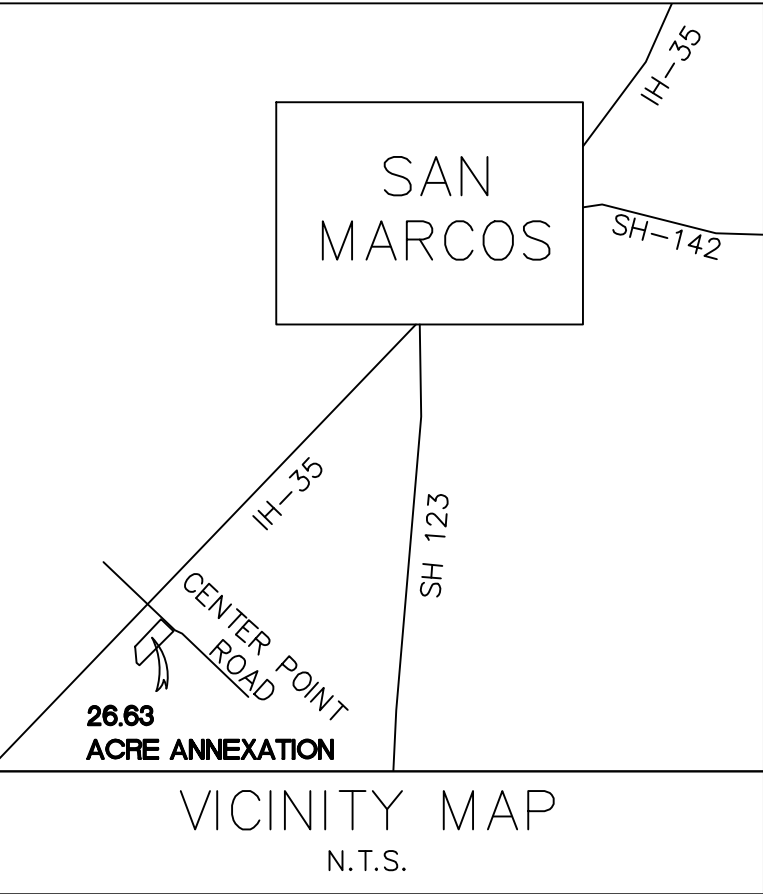 IH-35
SAN
MARCOS
SH-142
IH-35
SH 123
CENTER POINT
ROAD
26.63
ACRE ANNEXATION
VICINITY MAP
N.T.S.